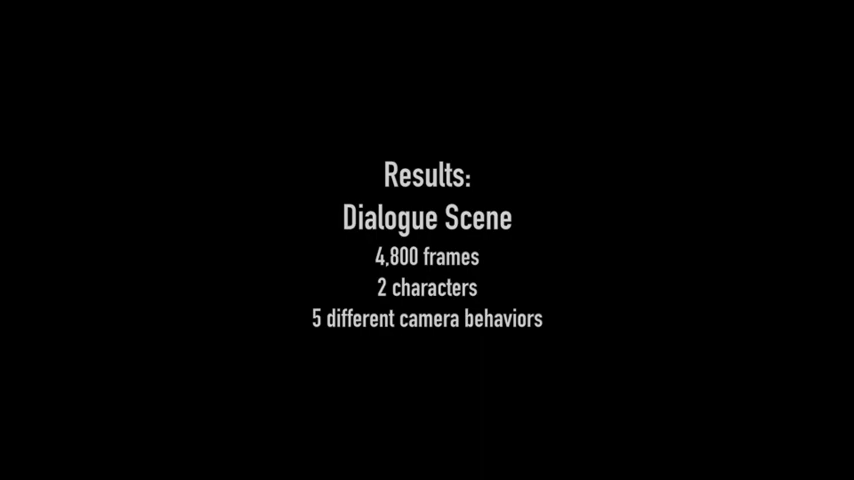 Results:
Dialogue Scene
4,800 frames
2 characters
5 different camera behaviors